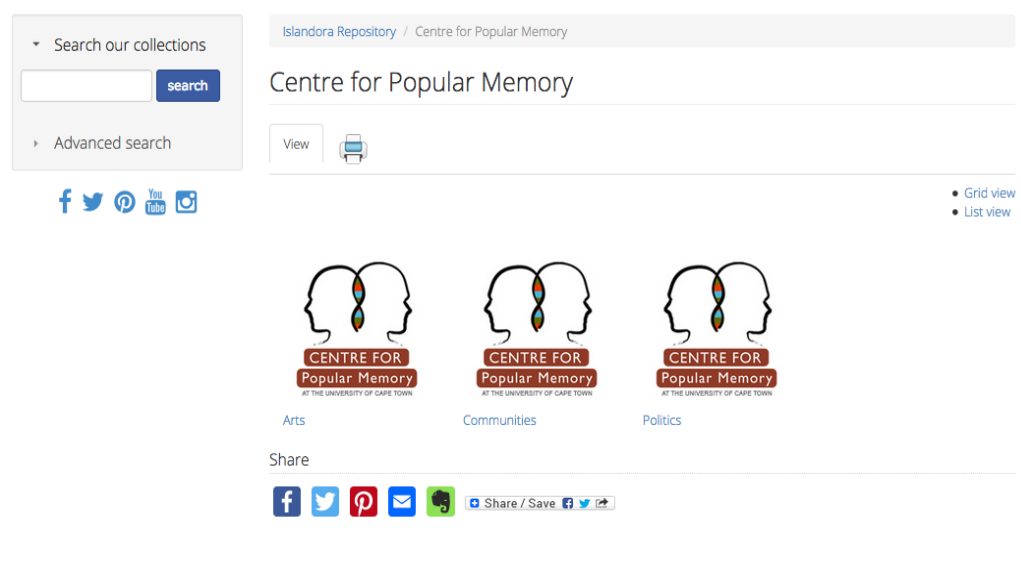 Search our collections
search
Advanced search
You
Tube
Islandora Repository / Centre for Popular Memory
Centre for Popular Memory
View
Grid view
List view
CENTRE FOR
Popular Memory
AT THE UNIVERSITY OF CAPE TOWN
Arts
CENTRE FOR
Popular Memory
AT THE UNIVERSITY OF CAPE TOWN
Communities
CENTRE FOR
Popular Memory
AT THE UNIVERSITY OF CAPE TOWN
Politics
Share
Share / Save